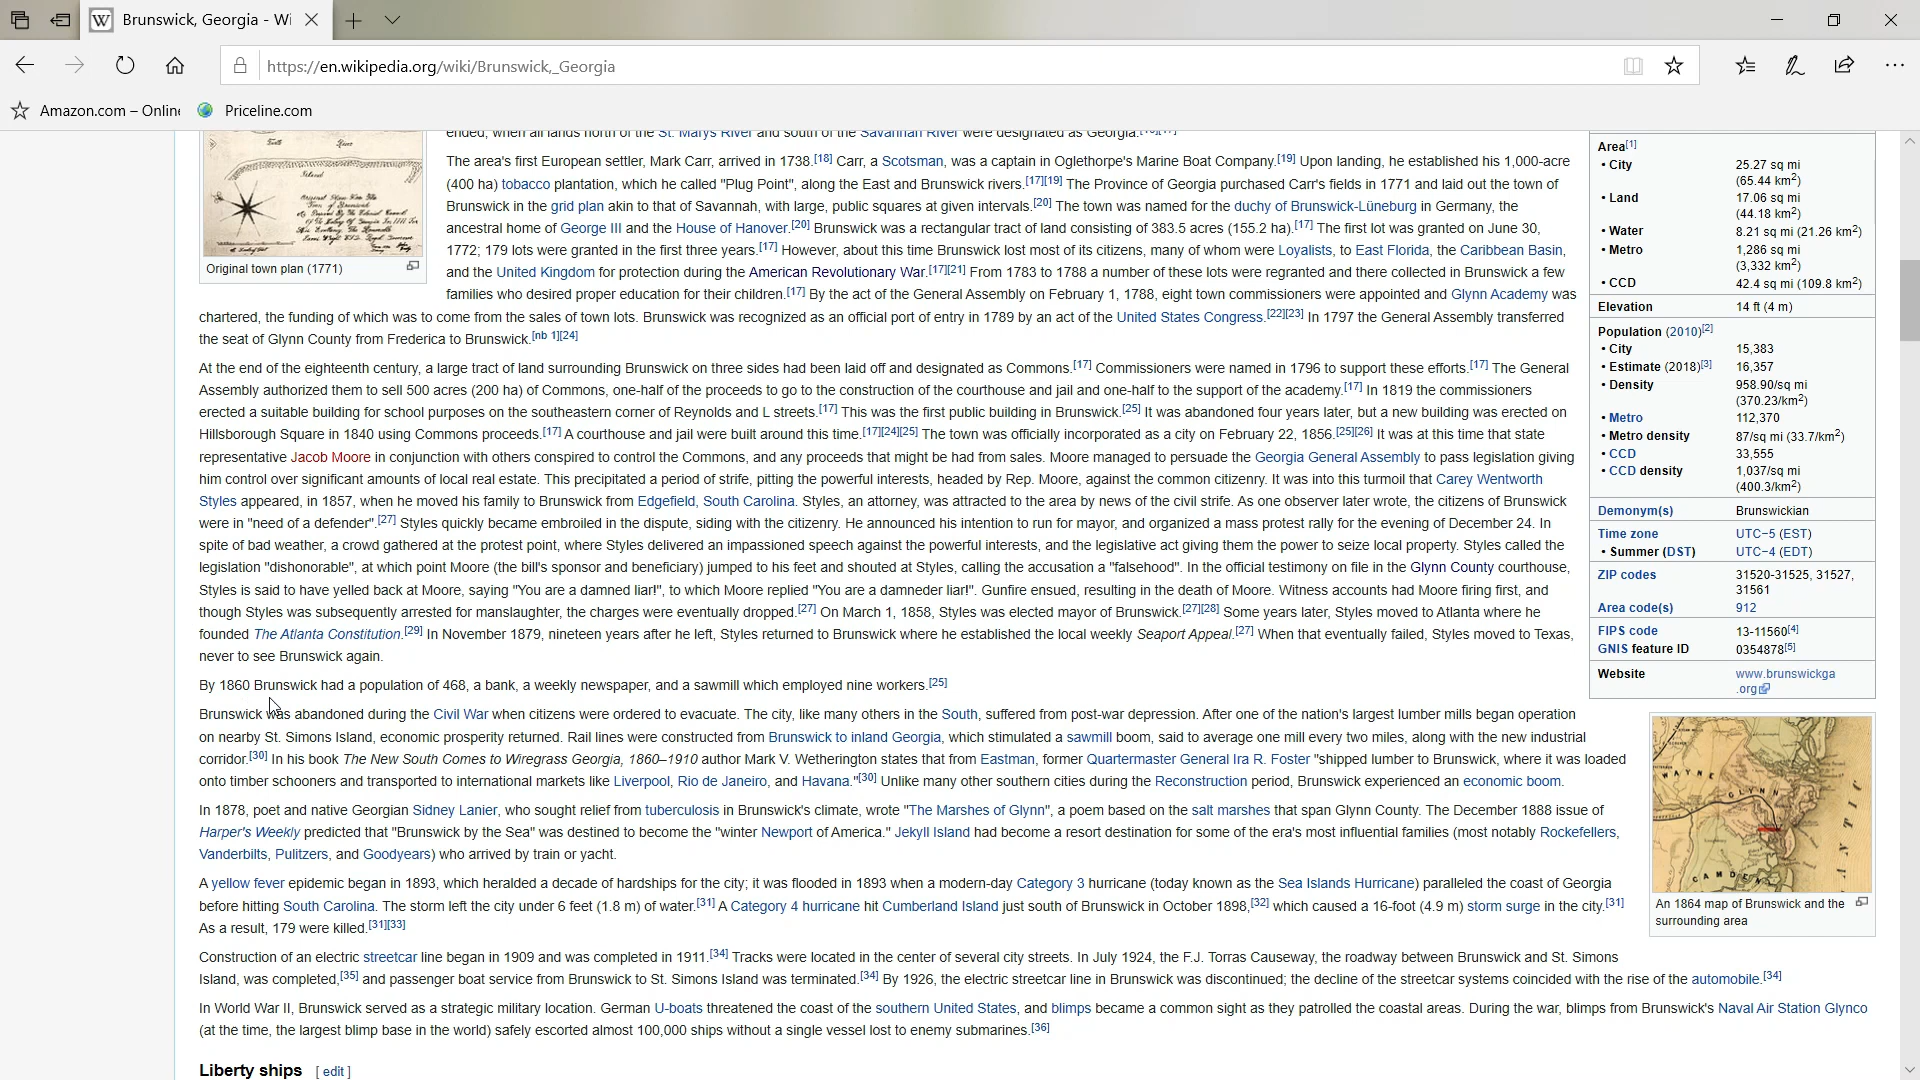 Brunswick, Georgia - Wi
https://en.wikipedia.org/wiki/Brunswick,_Georgia
Amazon.com – Online
Priceline.com
Original town plan (1771)
ended, when all lands north of the St. Marys River and south of the Savannah River were designated as Georgia.[16][17]
The area's first European settler, Mark Carr, arrived in 1738.[18] Carr, a Scotsman, was a captain in Oglethorpe's Marine Boat Company.[19] Upon landing, he established his 1,000-acre
(400 ha) tobacco plantation, which he called "Plug Point", along the East and Brunswick rivers.[17][19] The Province of Georgia purchased Carr's fields in 1771 and laid out the town of
Brunswick in the grid plan akin to that of Savannah, with large, public squares at given intervals.[20] The town was named for the duchy of Brunswick-Lüneburg in Germany, the
ancestral home of George III and the House of Hanover.[20] Brunswick was a rectangular tract of land consisting of 383.5 acres (155.2 ha).[17] The first lot was granted on June 30,
1772; 179 lots were granted in the first three years.[17] However, about this time Brunswick lost most of its citizens, many of whom were Loyalists, to East Florida, the Caribbean Basin,
and the United Kingdom for protection during the American Revolutionary War.[17][21] From 1783 to 1788 a number of these lots were regranted and there collected in Brunswick a few
families who desired proper education for their children.[17] By the act of the General Assembly on February 1, 1788, eight town commissioners were appointed and Glynn Academy was
chartered, the funding of which was to come from the sales of town lots. Brunswick was recognized as an official port of entry in 1789 by an act of the United States Congress.[22][23] In 1797 the General Assembly transferred
the seat of Glynn County from Frederica to Brunswick.[nb 1][24]
At the end of the eighteenth century, a large tract of land surrounding Brunswick on three sides had been laid off and designated as Commons.[17] Commissioners were named in 1796 to support these efforts.[17] The General
Assembly authorized them to sell 500 acres (200 ha) of Commons, one-half of the proceeds to go to the construction of the courthouse and jail and one-half to the support of the academy.[17] In 1819 the commissioners
erected a suitable building for school purposes on the southeastern corner of Reynolds and L streets.[17] This was the first public building in Brunswick.[25] It was abandoned four years later, but a new building was erected on
Hillsborough Square in 1840 using Commons proceeds.[17] A courthouse and jail were built around this time.[17][24][25] The town was officially incorporated as a city on February 22, 1856.[25][26] It was at this time that state
representative Jacob Moore in conjunction with others conspired to control the Commons, and any proceeds that might be had from sales. Moore managed to persuade the Georgia General Assembly to pass legislation giving
him control over significant amounts of local real estate. This precipitated a period of strife, pitting the powerful interests, headed by Rep. Moore, against the common citizenry. It was into this turmoil that Carey Wentworth
Styles appeared, in 1857, when he moved his family to Brunswick from Edgefield, South Carolina. Styles, an attorney, was attracted to the area by news of the civil strife. As one observer later wrote, the citizens of Brunswick
were in "need of a defender".[27] Styles quickly became embroiled in the dispute, siding with the citizenry. He announced his intention to run for mayor, and organized a mass protest rally for the evening of December 24. In
spite of bad weather, a crowd gathered at the protest point, where Styles delivered an impassioned speech against the powerful interests, and the legislative act giving them the power to seize local property. Styles called the
legislation "dishonorable", at which point Moore (the bill's sponsor and beneficiary) jumped to his feet and shouted at Styles, calling the accusation a "falsehood". In the official testimony on file in the Glynn County courthouse,
Styles is said to have yelled back at Moore, saying "You are a damned liar!", to which Moore replied "You are a damneder liar!". Gunfire ensued, resulting in the death of Moore. Witness accounts had Moore firing first, and
though Styles was subsequently arrested for manslaughter, the charges were eventually dropped.[27] On March 1, 1858, Styles was elected mayor of Brunswick.[27][28] Some years later, Styles moved to Atlanta where he
founded The Atlanta Constitution.[29] In November 1879, nineteen years after he left, Styles returned to Brunswick where he established the local weekly Seaport Appeal.[27] When that eventually failed, Styles moved to Texas,
never to see Brunswick again.
By 1860 Brunswick had a population of 468, a bank, a weekly newspaper, and a sawmill which employed nine workers.[25]
Brunswick was abandoned during the Civil War when citizens were ordered to evacuate. The city, like many others in the South, suffered from post-war depression. After one of the nation's largest lumber mills began operation
on nearby St. Simons Island, economic prosperity returned. Rail lines were constructed from Brunswick to inland Georgia, which stimulated a sawmill boom, said to average one mill every two miles, along with the new industrial
corridor.[30] In his book The New South Comes to Wiregrass Georgia, 1860–1910 author Mark V. Wetherington states that from Eastman, former Quartermaster General Ira R. Foster "shipped lumber to Brunswick, where it was loaded
onto timber schooners and transported to international markets like Liverpool, Rio de Janeiro, and Havana."[30] Unlike many other southern cities during the Reconstruction period, Brunswick experienced an economic boom.
In 1878, poet and native Georgian Sidney Lanier, who sought relief from tuberculosis in Brunswick's climate, wrote "The Marshes of Glynn", a poem based on the salt marshes that span Glynn County. The December 1888 issue of
Harper's Weekly predicted that "Brunswick by the Sea" was destined to become the "winter Newport of America." Jekyll Island had become a resort destination for some of the era's most influential families (most notably Rockefellers,
Vanderbilts, Pulitzers, and Goodyears) who arrived by train or yacht.
A yellow fever epidemic began in 1893, which heralded a decade of hardships for the city; it was flooded in 1893 when a modern-day Category 3 hurricane (today known as the Sea Islands Hurricane) paralleled the coast of Georgia
before hitting South Carolina. The storm left the city under 6 feet (1.8 m) of water.[31] A Category 4 hurricane hit Cumberland Island just south of Brunswick in October 1898,[32] which caused a 16-foot (4.9 m) storm surge in the city.[31]
As a result, 179 were killed.[31][33]
Construction of an electric streetcar line began in 1909 and was completed in 1911.[34] Tracks were located in the center of several city streets. In July 1924, the F.J. Torras Causeway, the roadway between Brunswick and St. Simons
Island, was completed,[35] and passenger boat service from Brunswick to St. Simons Island was terminated.[34] By 1926, the electric streetcar line in Brunswick was discontinued; the decline of the streetcar systems coincided with the rise of the automobile.[34]
In World War II, Brunswick served as a strategic military location. German U-boats threatened the coast of the southern United States, and blimps became a common sight as they patrolled the coastal areas. During the war, blimps from Brunswick's Naval Air Station Glynco
(at the time, the largest blimp base in the world) safely escorted almost 100,000 ships without a single vessel lost to enemy submarines.[36]
Liberty ships [ edit ]
Area[1]
• City 25.27 sq mi
(65.44 km2)
• Land 17.06 sq mi
(44.18 km2)
• Water 8.21 sq mi (21.26 km2)
• Metro 1,286 sq mi
(3,332 km2)
• CCD 42.4 sq mi (109.8 km2)
Elevation 14 ft (4 m)
Population (2010)[2]
• City 15,383
• Estimate (2018)[3] 16,357
• Density 958.90/sq mi
(370.23/km2)
• Metro 112,370
• Metro density 87/sq mi (33.7/km2)
• CCD 33,555
• CCD density 1,037/sq mi
(400.3/km2)
Demonym(s) Brunswickian
Time zone UTC−5 (EST)
• Summer (DST) UTC−4 (EDT)
ZIP codes 31520-31525, 31527,
31561
Area code(s) 912
FIPS code 13-11560[4]
GNIS feature ID 0354878[5]
Website www.brunswickga
.org
WAYNE
GLYNN
CAMDEN
An 1864 map of Brunswick and the
surrounding area